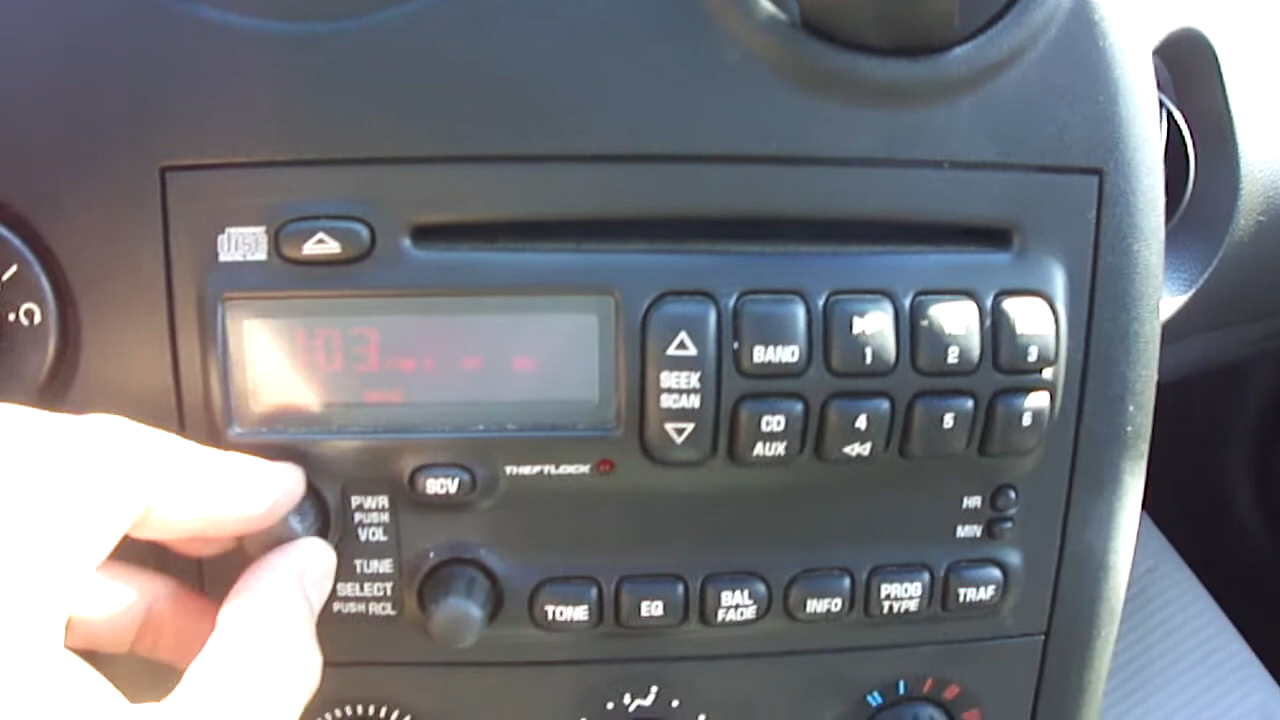 disc
103
BAND
1
2
3
SEEK
SCAN
CD
AUX
4
5
6
SCV
THEFTLOCK
PWR
PUSH
VOL
HR
MIN
TUNE
SELECT
PUSH RCL
TONE
EQ
BAL
FADE
INFO
PROG
TYPE
TRAF
C